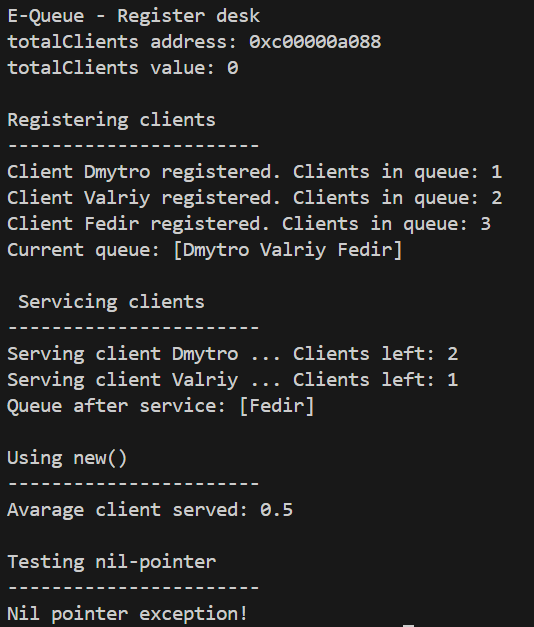 E-Queue - Register desk
totalClients address: 0xc00000a088
totalClients value: 0

Registering clients
-----------------------
Client Dmytro registered. Clients in queue: 1
Client Valriy registered. Clients in queue: 2
Client Fedir registered. Clients in queue: 3
Current queue: [Dmytro Valriy Fedir]

 Servicing clients
-----------------------
Serving client Dmytro ... Clients left: 2
Serving client Valriy ... Clients left: 1
Queue after service: [Fedir]

Using new()
-----------------------
Avarage client served: 0.5

Testing nil-pointer
-----------------------
Nil pointer exception!